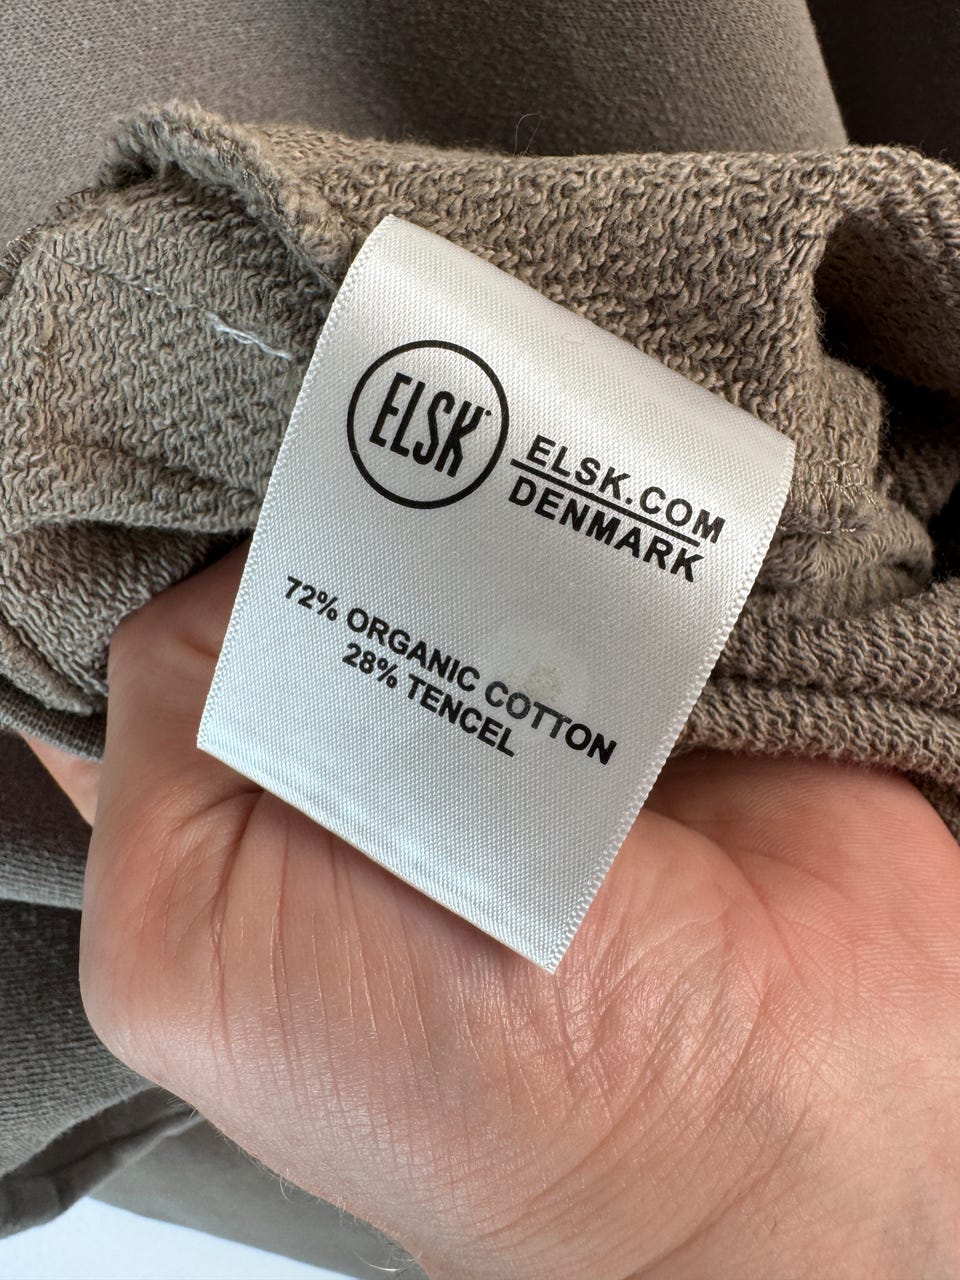 ELSK
ELSK.COM
DENMARK
72% ORGANIC COTTON
28% TENCEL